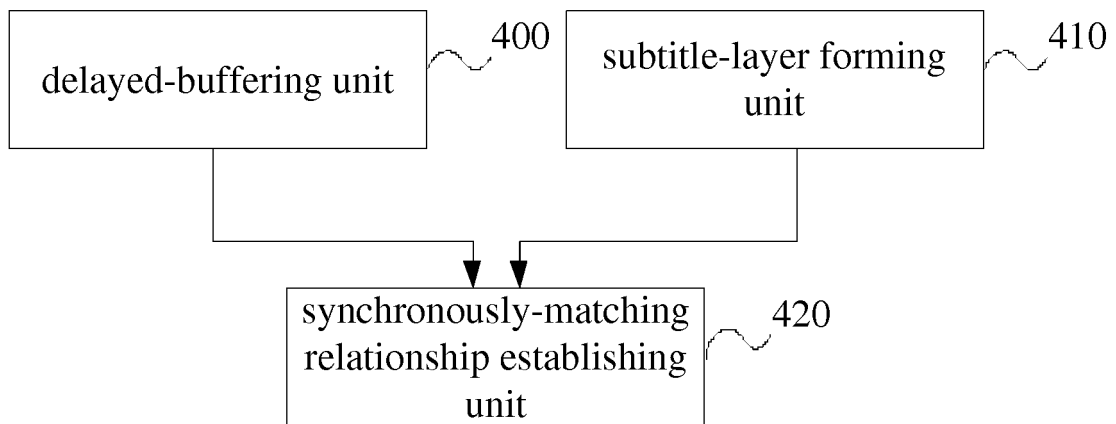 delayed-buffering unit
400
subtitle-layer forming
unit
410
synchronously-matching
relationship establishing
unit
420